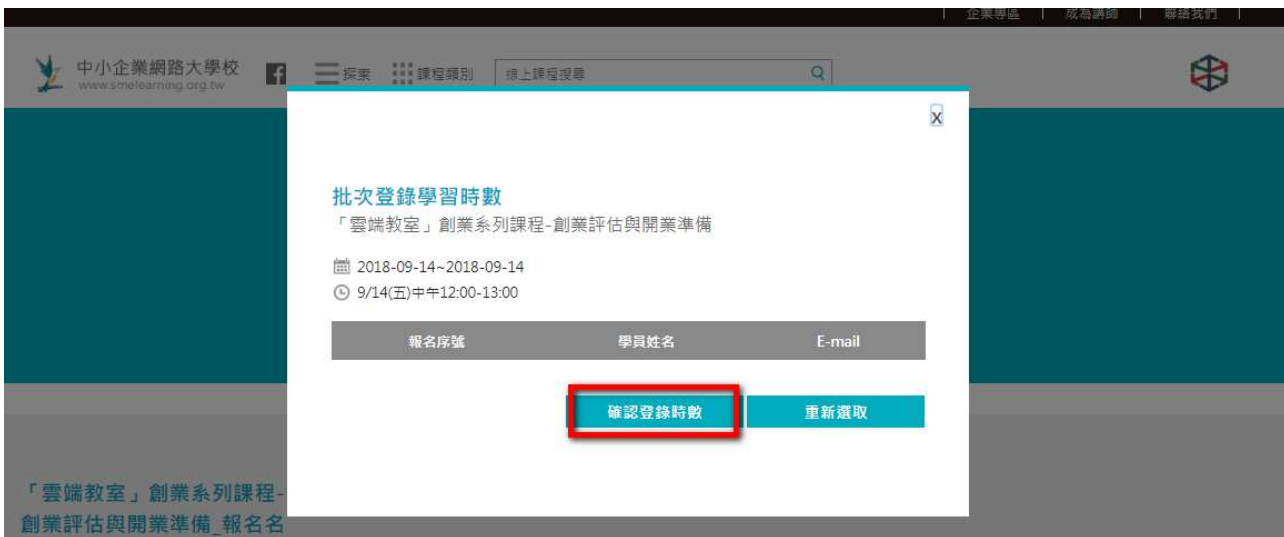 企業專區 | 成為講師 | 聯絡我們
中小企業網路大學校
www.smelearning.org.tw
探索 課程類別 線上課程搜尋
X
批次登錄學習時數
「雲端教室」創業系列課程-創業評估與開業準備
2018-09-14~2018-09-14
9/14(五)中午12:00-13:00
報名序號 學員姓名 E-mail
確認登錄時數 重新選取
「雲端教室」創業系列課程-
創業評估與開業準備_報名名